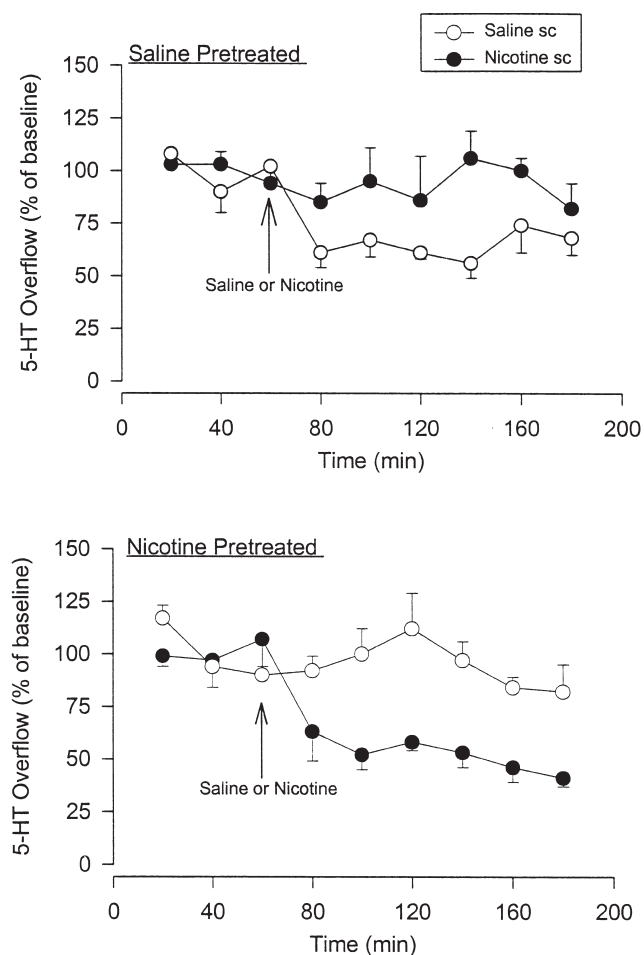 Saline sc
Nicotine sc
Saline Pretreated
150
125
100
75
50
25
0
5-HT Overflow (% of baseline)
Saline or Nicotine
0 40 80 120 160 200
Time (min)
Nicotine Pretreated
150
125
100
75
50
25
0
5-HT Overflow (% of baseline)
Saline or Nicotine
0 40 80 120 160 200
Time (min)